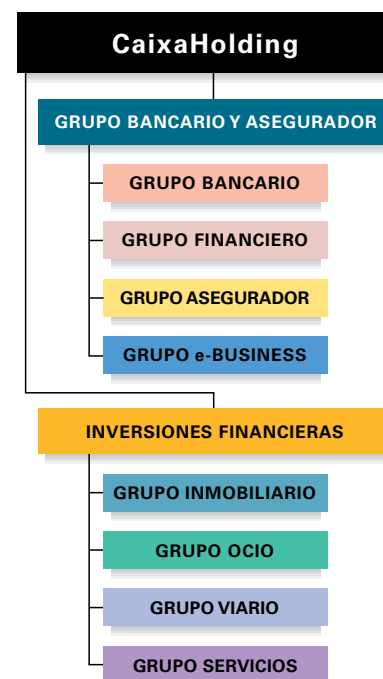 CaixaHolding
GRUPO BANCARIO Y ASEGURADOR
GRUPO BANCARIO
GRUPO FINANCIERO
GRUPO ASEGURADOR
GRUPO e-BUSINESS
INVERSIONES FINANCIERAS
GRUPO INMOBILIARIO
GRUPO OCIO
GRUPO VIARIO
GRUPO SERVICIOS